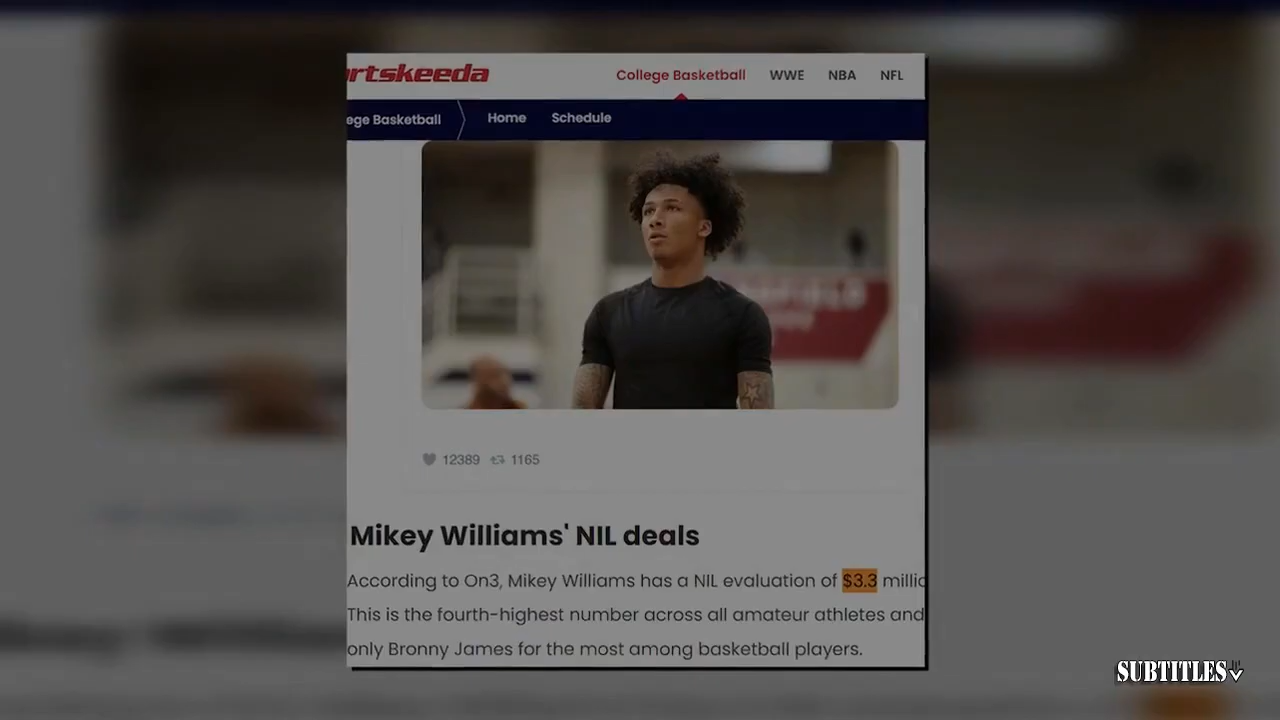 rtskeeda College Basketball WWE NBA NFL
ege Basketball Home Schedule
12389 1165
Mikey Williams' NIL deals
According to On3, Mikey Williams has a NIL evaluation of $3.3 millio
This is the fourth-highest number across all amateur athletes and
only Bronny James for the most among basketball players.
SUBTITLES